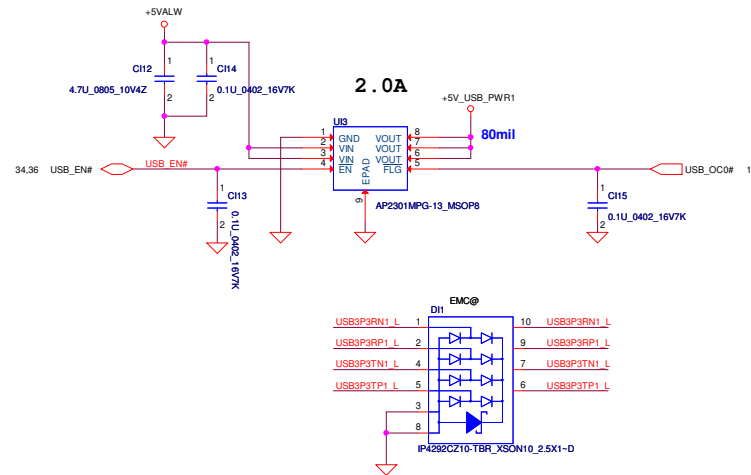 +5VALW
1
1
CI12
CI14
4.7U_0805_10V4Z
0.1U_0402_16V7K
2
2
2.0A
+5V_USB_PWR1
UI3
1 GND VOUT 8
2 VIN VOUT 7
3 VIN VOUT 6
4 EN FLG 5
EPAD
9
80mil
AP2301MPG-13_MSOP8
34,36 USB_EN# USB_EN#
USB_OC0# 1
1
CI13
2
0.1U_0402_16V7K
1
CI15
2
0.1U_0402_16V7K
EMC@
DI1
USB3P3RN1_L 1 10 USB3P3RN1_L
USB3P3RP1_L 2 9 USB3P3RP1_L
USB3P3TN1_L 4 7 USB3P3TN1_L
USB3P3TP1_L 5 6 USB3P3TP1_L
3
8
IP4292CZ10-TBR_XSON10_2.5X1~D